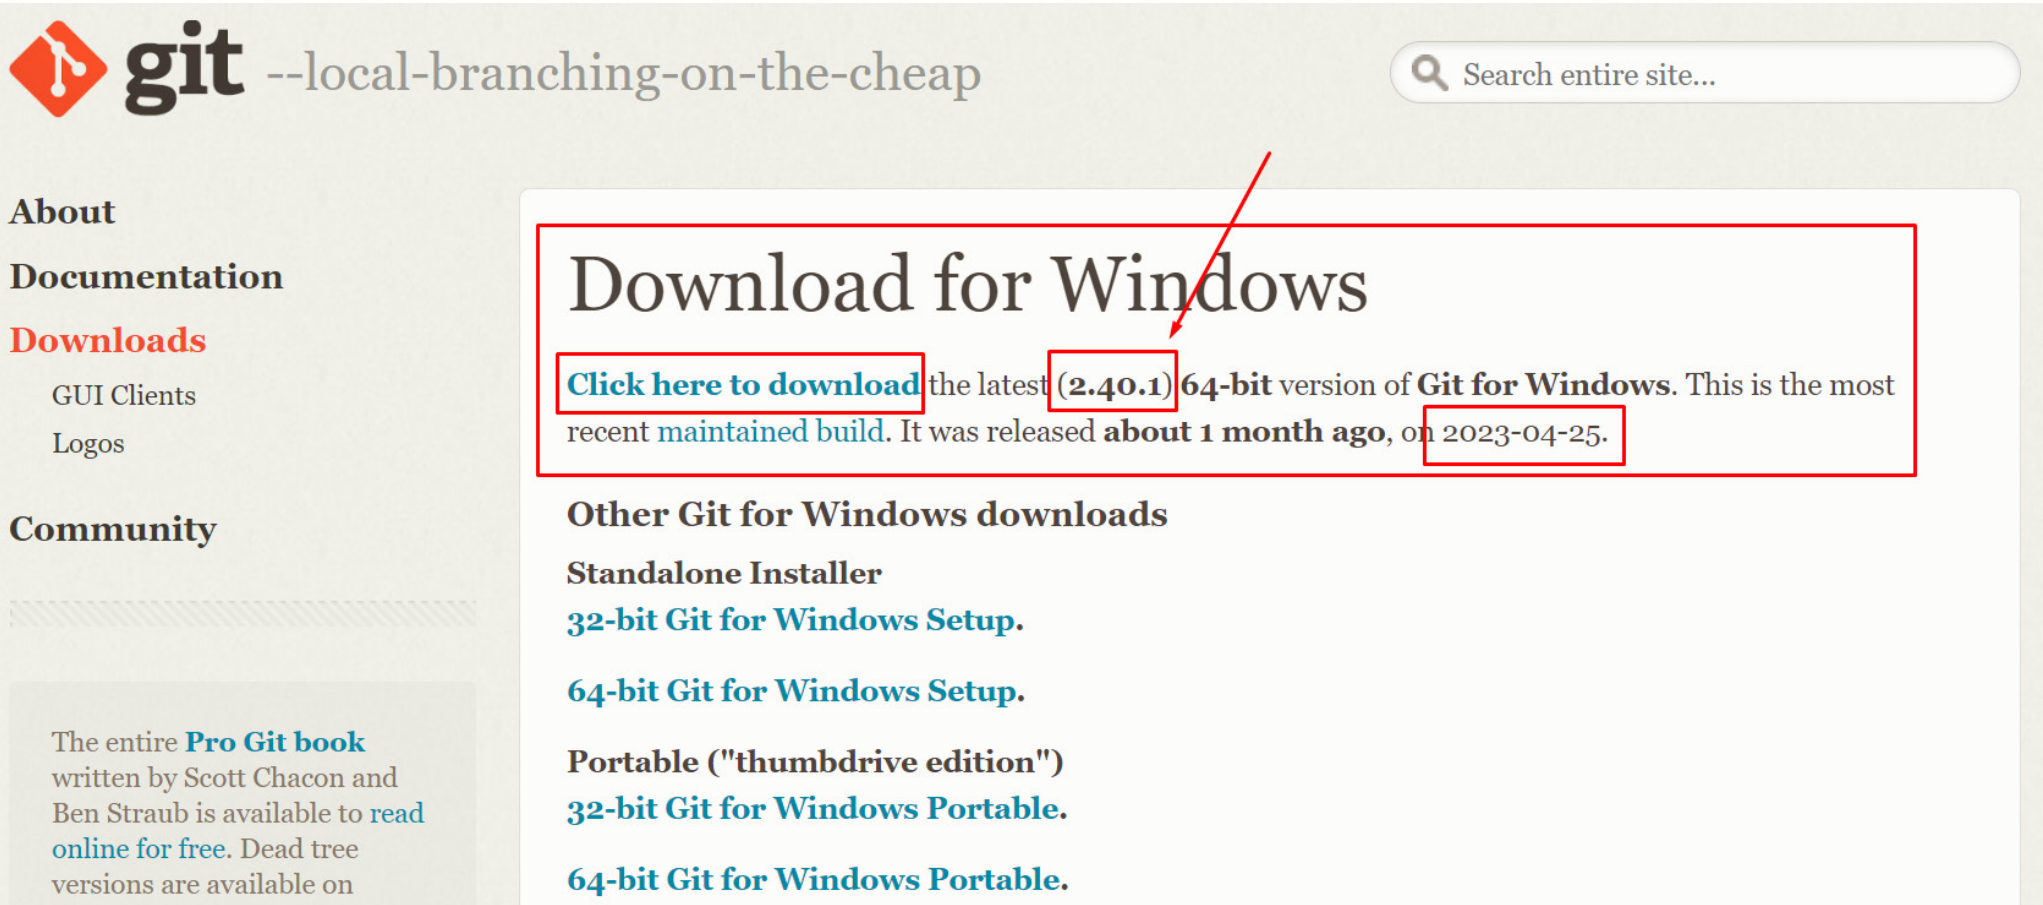 git --local-branching-on-the-cheap
Search entire site...
About
Documentation
Downloads
GUI Clients
Logos
Community
The entire Pro Git book
written by Scott Chacon and
Ben Straub is available to read
online for free. Dead tree
versions are available on
Download for Windows
Click here to download the latest (2.40.1) 64-bit version of Git for Windows. This is the most
recent maintained build. It was released about 1 month ago, on 2023-04-25.
Other Git for Windows downloads
Standalone Installer
32-bit Git for Windows Setup.
64-bit Git for Windows Setup.
Portable ("thumbdrive edition")
32-bit Git for Windows Portable.
64-bit Git for Windows Portable.